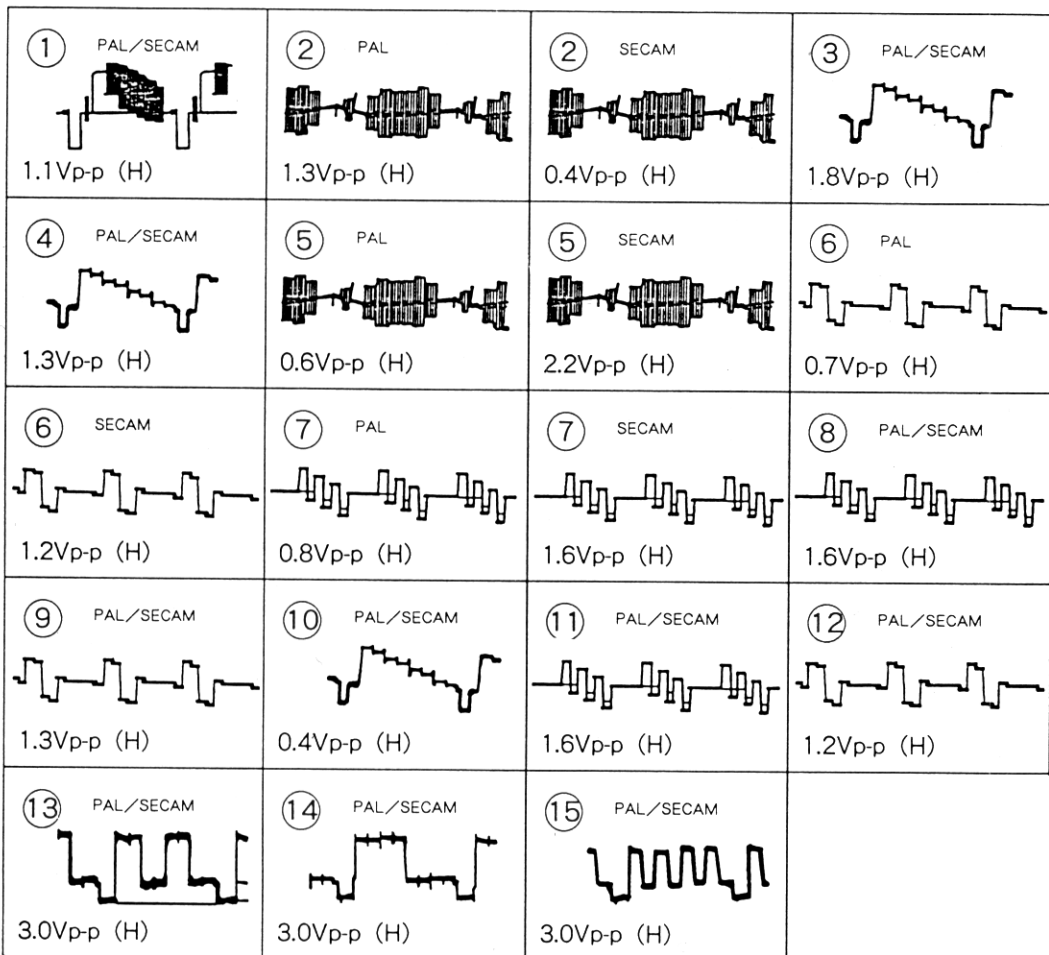 ① PAL/SECAM
1.1Vp-p (H)
② PAL
1.3Vp-p (H)
② SECAM
0.4Vp-p (H)
③ PAL/SECAM
1.8Vp-p (H)
④ PAL/SECAM
1.3Vp-p (H)
⑤ PAL
0.6Vp-p (H)
⑤ SECAM
2.2Vp-p (H)
⑥ PAL
0.7Vp-p (H)
⑥ SECAM
1.2Vp-p (H)
⑦ PAL
0.8Vp-p (H)
⑦ SECAM
1.6Vp-p (H)
⑧ PAL/SECAM
1.6Vp-p (H)
⑨ PAL/SECAM
1.3Vp-p (H)
⑩ PAL/SECAM
0.4Vp-p (H)
⑪ PAL/SECAM
1.6Vp-p (H)
⑫ PAL/SECAM
1.2Vp-p (H)
⑬ PAL/SECAM
3.0Vp-p (H)
⑭ PAL/SECAM
3.0Vp-p (H)
⑮ PAL/SECAM
3.0Vp-p (H)